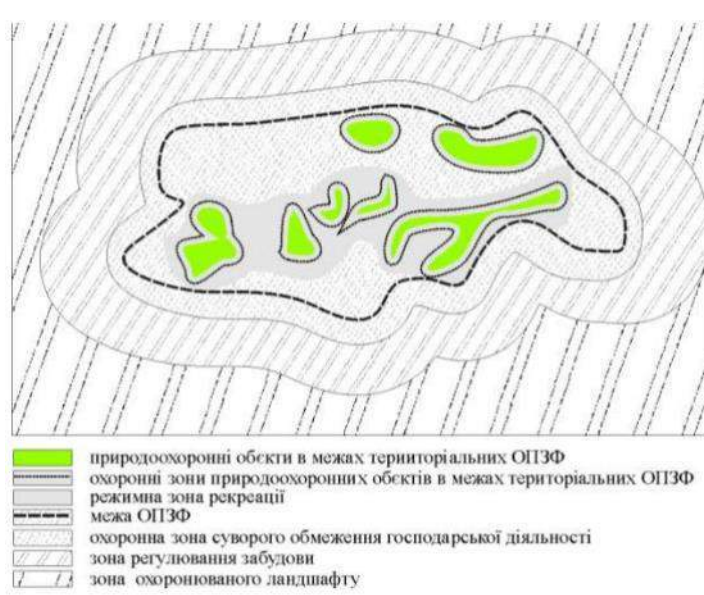 природоохоронні обєкти в межах терииторіальних ОПЗФ
охоронні зони природоохоронних обєктів в межах територіальних ОПЗФ
режимна зона рекреації
межа ОПЗФ
охоронна зона суворого обмеження господарської діяльності
зона регулювання забудови
зона охоронюваного ландшафту